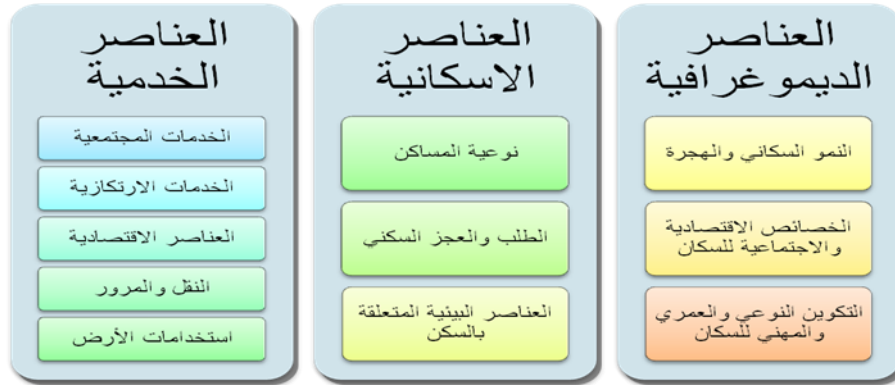 العناصر
الديموغرافية
النمو السكاني والهجرة
الخصائص الاقتصادية
والاجتماعية للسكان
التكوين النوعي والعمري
والمهني للسكان
العناصر
الاسكانية
نوعية المساكن
الطلب والعجز السكني
العناصر البيئية المتعلقة
بالسكن
العناصر
الخدمية
الخدمات المجتمعية
الخدمات الارتكازية
العناصر الاقتصادية
النقل والمرور
استخدامات الأرض